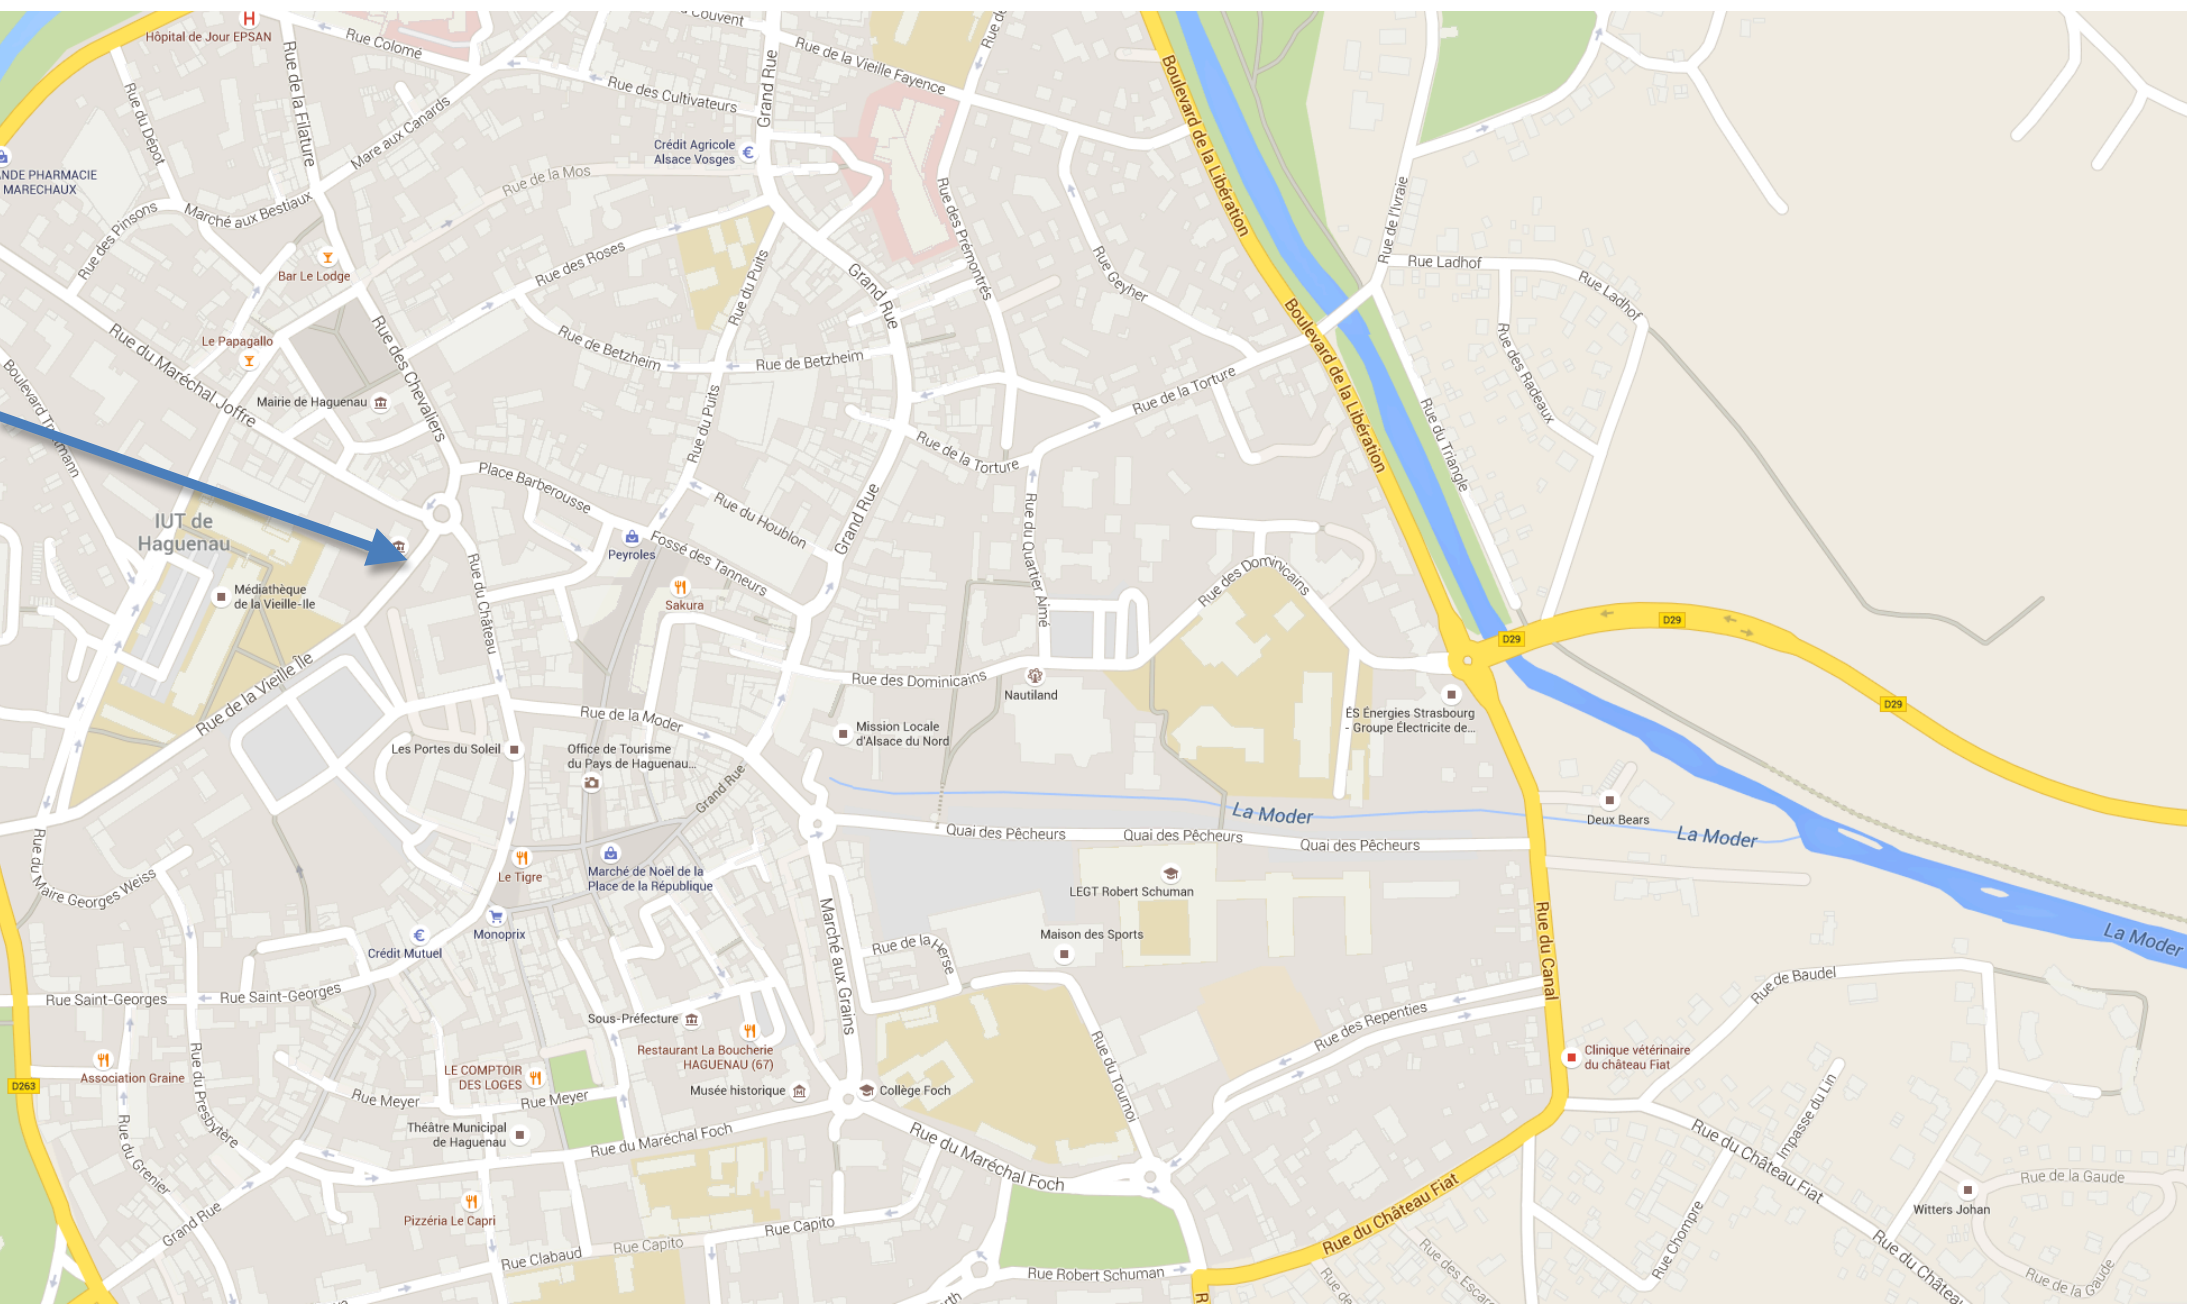 Hôpital de Jour EPSAN
Rue Colomé
Couvent
Rue de la Vieille Fayence
Rue de
Boulevard de la Libération
Rue de la Filature
Rue du Dépot
Mare aux Canards
Rue des Cultivateurs
Grand Rue
Crédit Agricole
Alsace Vosges
MARECHAUX
PHARMACIE
Rue de la Mos
Rue des Pinsons
Marché aux Bestiaux
Bar Le Lodge
Rue des Roses
Rue du Puits
Grand Rue
Rue des Prémontrés
Rue Geyher
Rue de l'Ivraie
Rue Ladhof
Rue Ladhof
Rue des Radeaux
Rue du Triangle
Boulevard de la Libération
Le Papagallo
Rue des Chevaliers
Rue du Maréchal Joffre
Mairie de Haguenau
Rue de Betzheim
Rue de Betzheim
Rue du Puits
Rue de la Torture
Rue de la Torture
Boulevard
Place Barberousse
Rue du Houblon
Grand Rue
Rue du Quartier Aimé
IUT de
Haguenau
Médiathèque
de la Vieille-Ile
Rue du Château
Peyroles
Fossé des Tanneurs
Sakura
Rue des Dominicains
Rue des Dominicains
Nautiland
D29
D29
D29
ÉS Énergies Strasbourg
- Groupe Électricite de...
Rue de la Vieille Île
Rue de la Moder
Mission Locale
d'Alsace du Nord
Les Portes du Soleil
Office de Tourisme
du Pays de Haguenau...
Grand Rue
La Moder
Deux Bears
La Moder
Quai des Pêcheurs
Quai des Pêcheurs
Quai des Pêcheurs
Rue du Maire Georges Weiss
Le Tigre
Marché de Noël de la
Place de la République
LEGT Robert Schuman
Monoprix
Crédit Mutuel
Marché aux Grains
Rue de la Herse
Maison des Sports
Rue du Canal
La Moder
Rue de Baudel
Rue Saint-Georges
Rue Saint-Georges
Sous-Préfecture
Rue des Repenties
Rue du Tournoi
Restaurant La Boucherie
HAGUENAU (67)
Clinique vétérinaire
du château Fiat
Association Graine
D263
LE COMPTOIR
DES LOGES
Musée historique
Collège Foch
Rue Meyer
Rue Meyer
Rue du Presbytère
Rue du Grenier
Théâtre Municipal
de Haguenau
Rue du Maréchal Foch
Rue du Maréchal Foch
Impasse du Lin
Rue du Château Fiat
Rue de la Gaude
Witters Johan
Rue du Château Fiat
Grand Rue
Pizzéria Le Capri
Rue Capito
Rue Capito
Rue Clabaud
Rue Robert Schuman
Rue des
Rue Chompre
Rue du
Rue de la Gaude